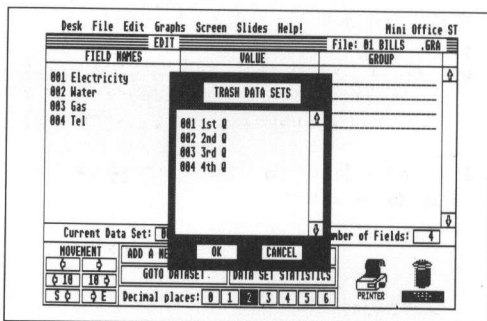 Desk File Edit Graphs Screen Slides Help! Mini Office ST
EDIT File: 01 BILLS .GRA
FIELD NAMES VALUE GROUP
001 Electricity
002 Water
003 Gas
004 Tel
TRASH DATA SETS
001 1st Q
002 2nd Q
003 3rd Q
004 4th Q
OK CANCEL
Current Data Set: mber of Fields: 4
MOVEMENT ADD A NE
10 10
GOTO DATASET. DATA SET STATISTICS
S E Decimal places: 0 1 2 3 4 5 6
PRINTER